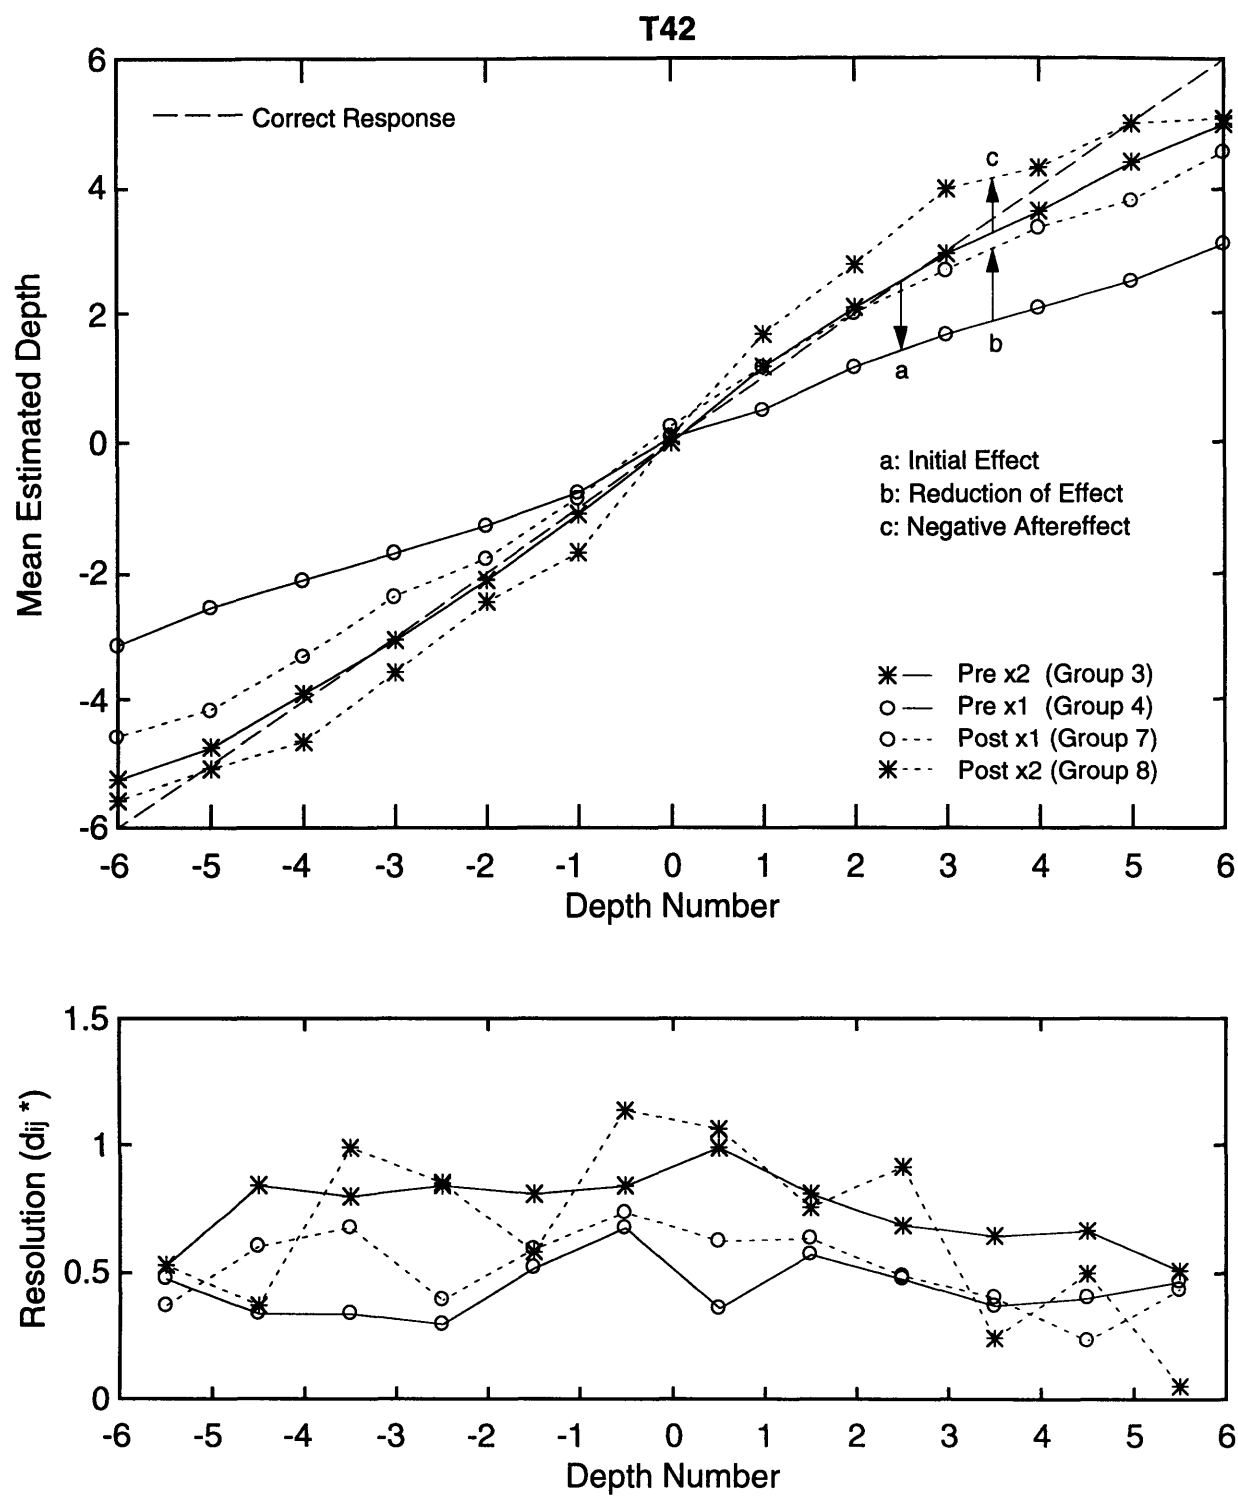 T42
6
4
2
0
-2
-4
-6
Mean Estimated Depth
Correct Response
c
b
a
a: Initial Effect
b: Reduction of Effect
c: Negative Aftereffect
Pre x2 (Group 3)
Pre x1 (Group 4)
Post x1 (Group 7)
Post x2 (Group 8)
-6 -5 -4 -3 -2 -1 0 1 2 3 4 5 6
Depth Number
1.5
1
0.5
0
Resolution (dij *)
-6 -5 -4 -3 -2 -1 0 1 2 3 4 5 6
Depth Number